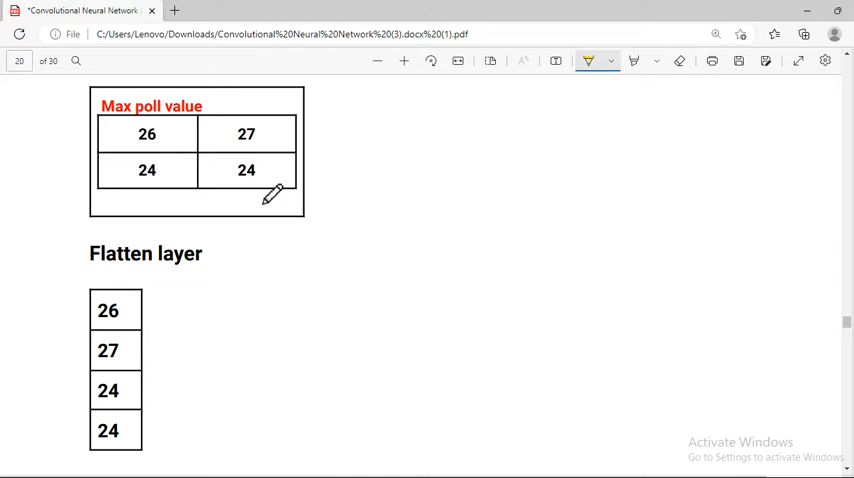 *Convolutional Neural Network
File
C:/Users/Lenovo/Downloads/Convolutional%20Neural%20Network%20(3).docx%20(1).pdf
20 of 30
Max poll value
26 27
24 24
Flatten layer
26
27
24
24
Activate Windows
Go to Settings to activate Windows.